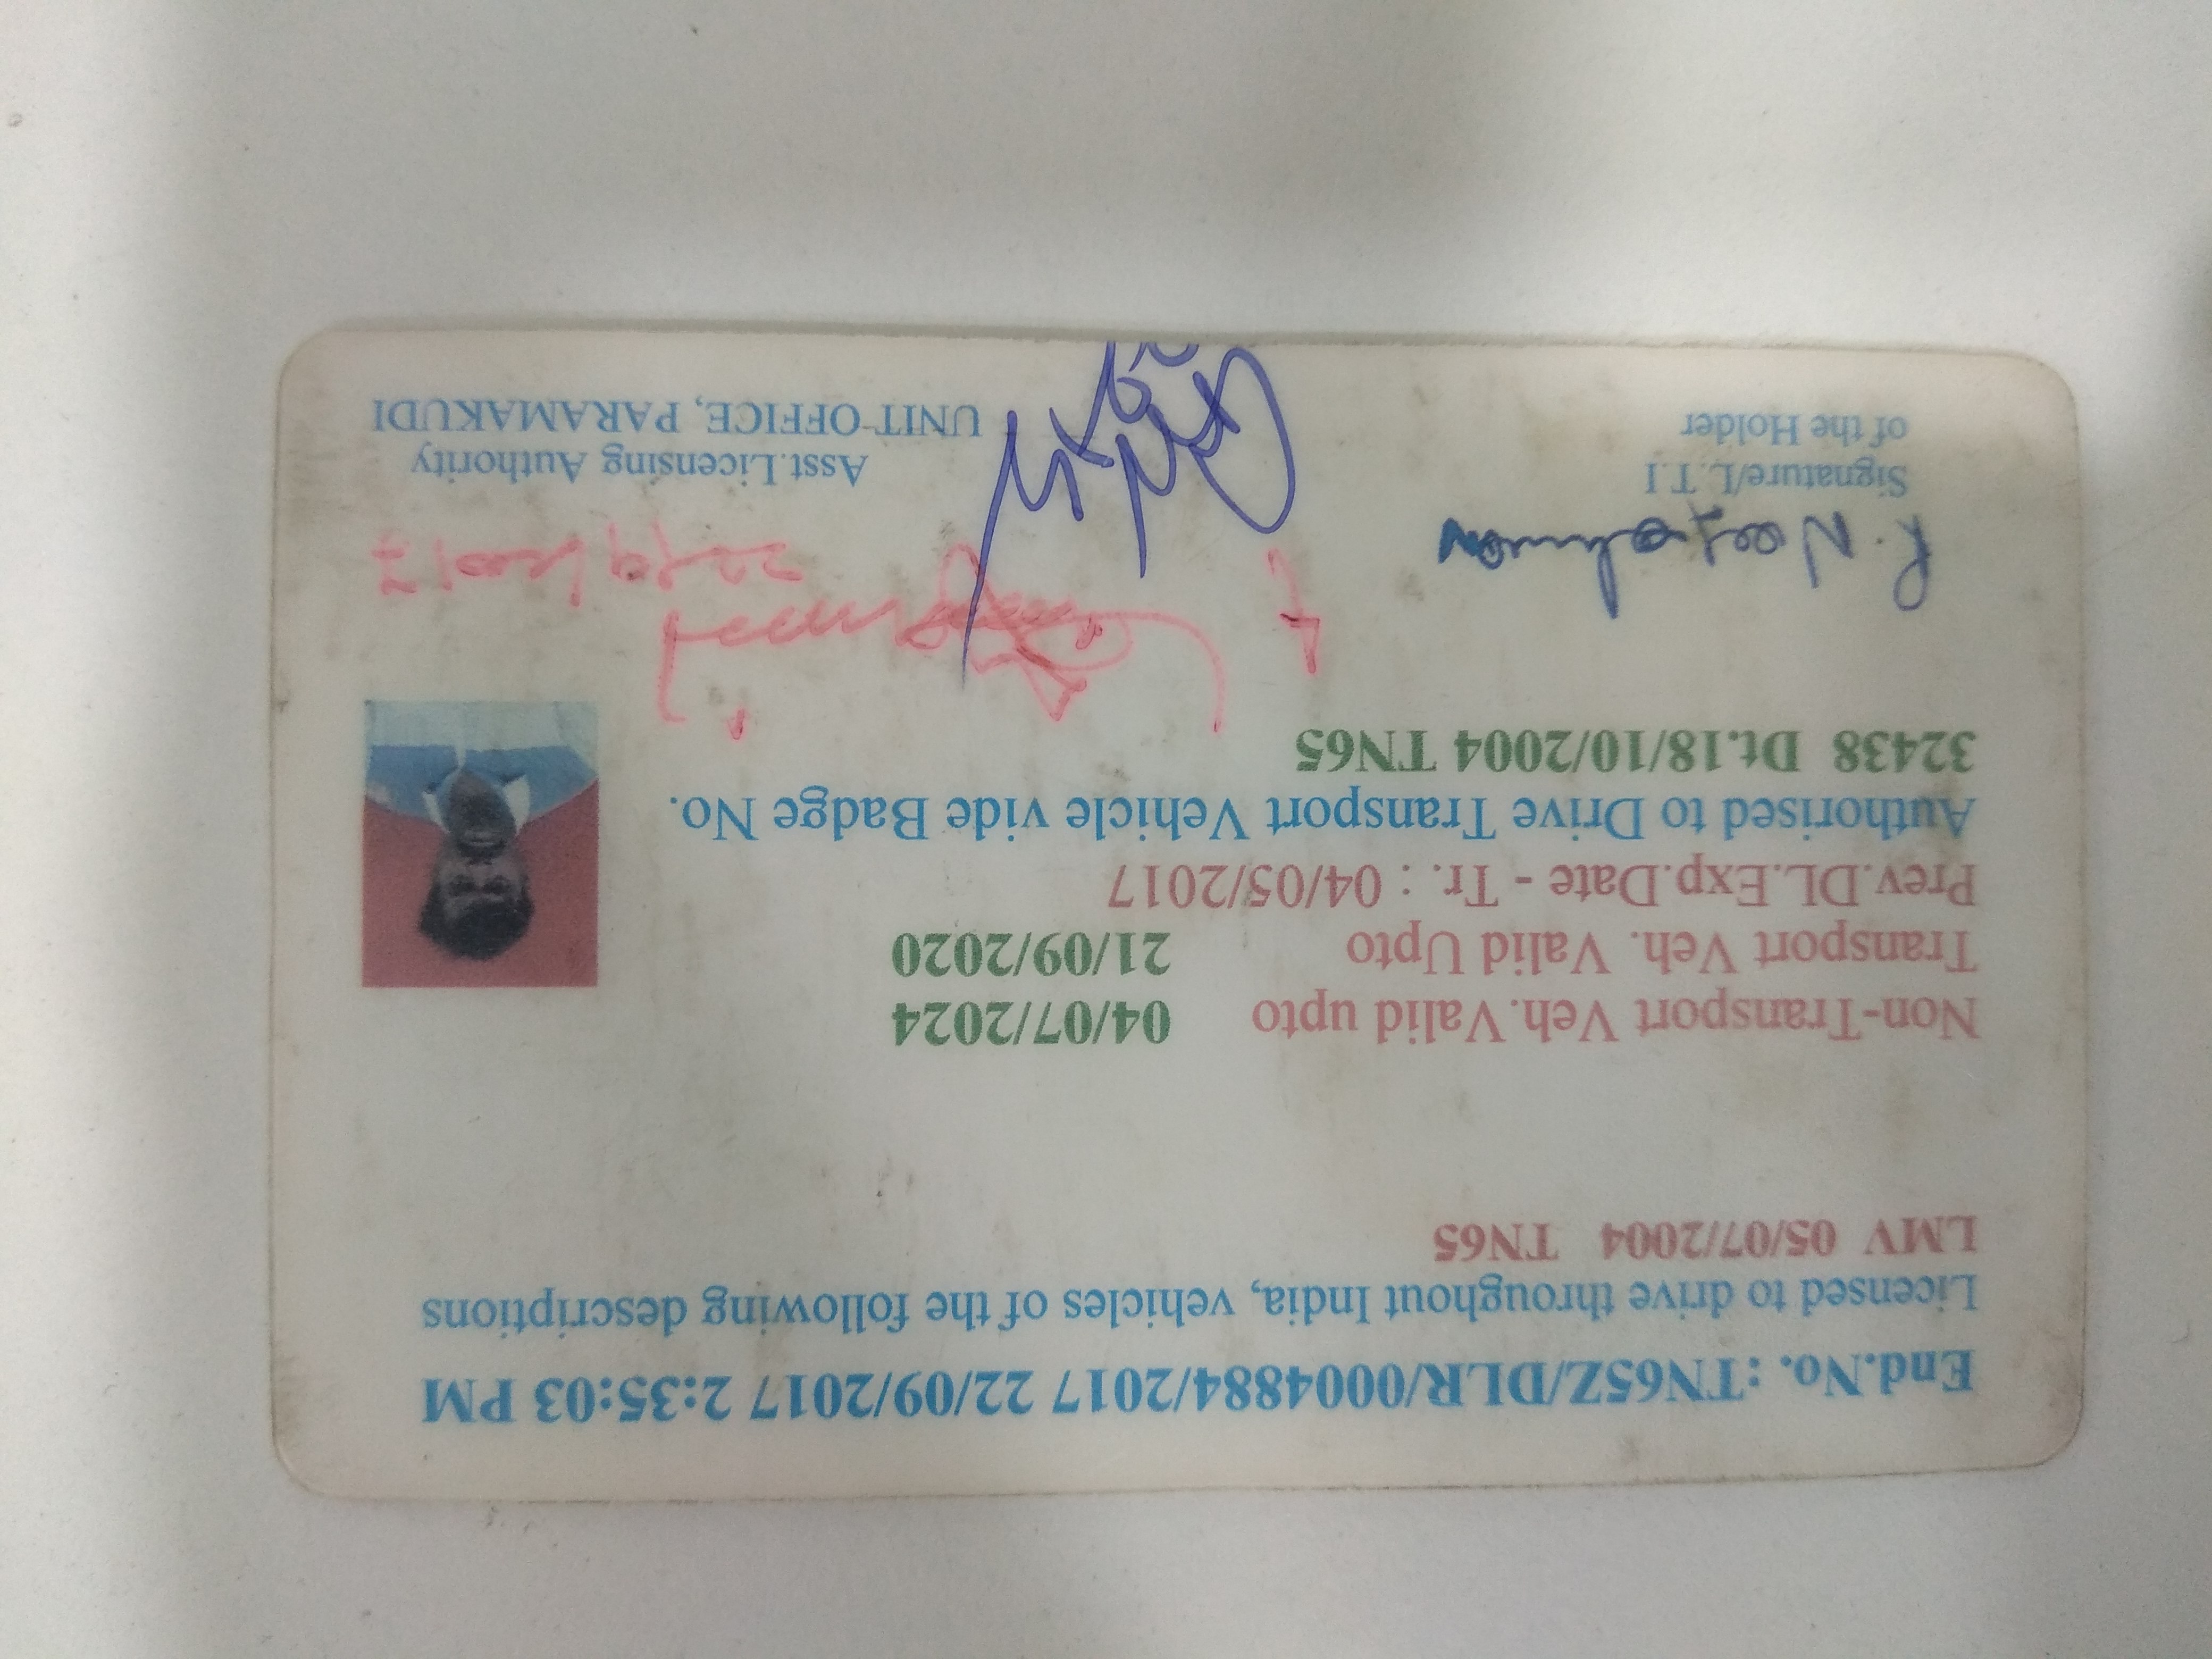 End.No. :TN65Z/DLR/0004884/2017 22/09/2017 2:35:03 PM
Licensed to drive throughout India, vehicles of the following descriptions
LMV 05/07/2004 TN65
Non-Transport Veh.Valid upto 04/07/2024
Transport Veh. Valid Upto 21/09/2020
Prev.DL.Exp.Date - Tr. : 04/05/2017
Authorised to Drive Transport Vehicle vide Badge No.
32438 Dt.18/10/2004 TN65
22/9/2017
Signature/L.T.I
of the Holder
Asst.Licensing Authority
UNIT-OFFICE, PARAMAKUDI